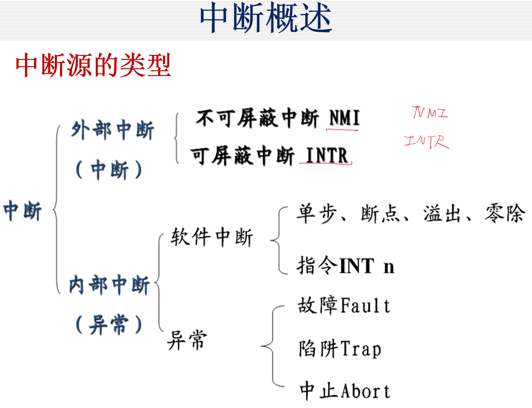 中断概述
中断源的类型
外部中断
（中断）
不可屏蔽中断 NMI
可屏蔽中断 INTR
NMI
INTR
中断
内部中断
（异常）
软件中断
单步、断点、溢出、零除
指令INT n
异常
故障Fault
陷阱Trap
中止Abort